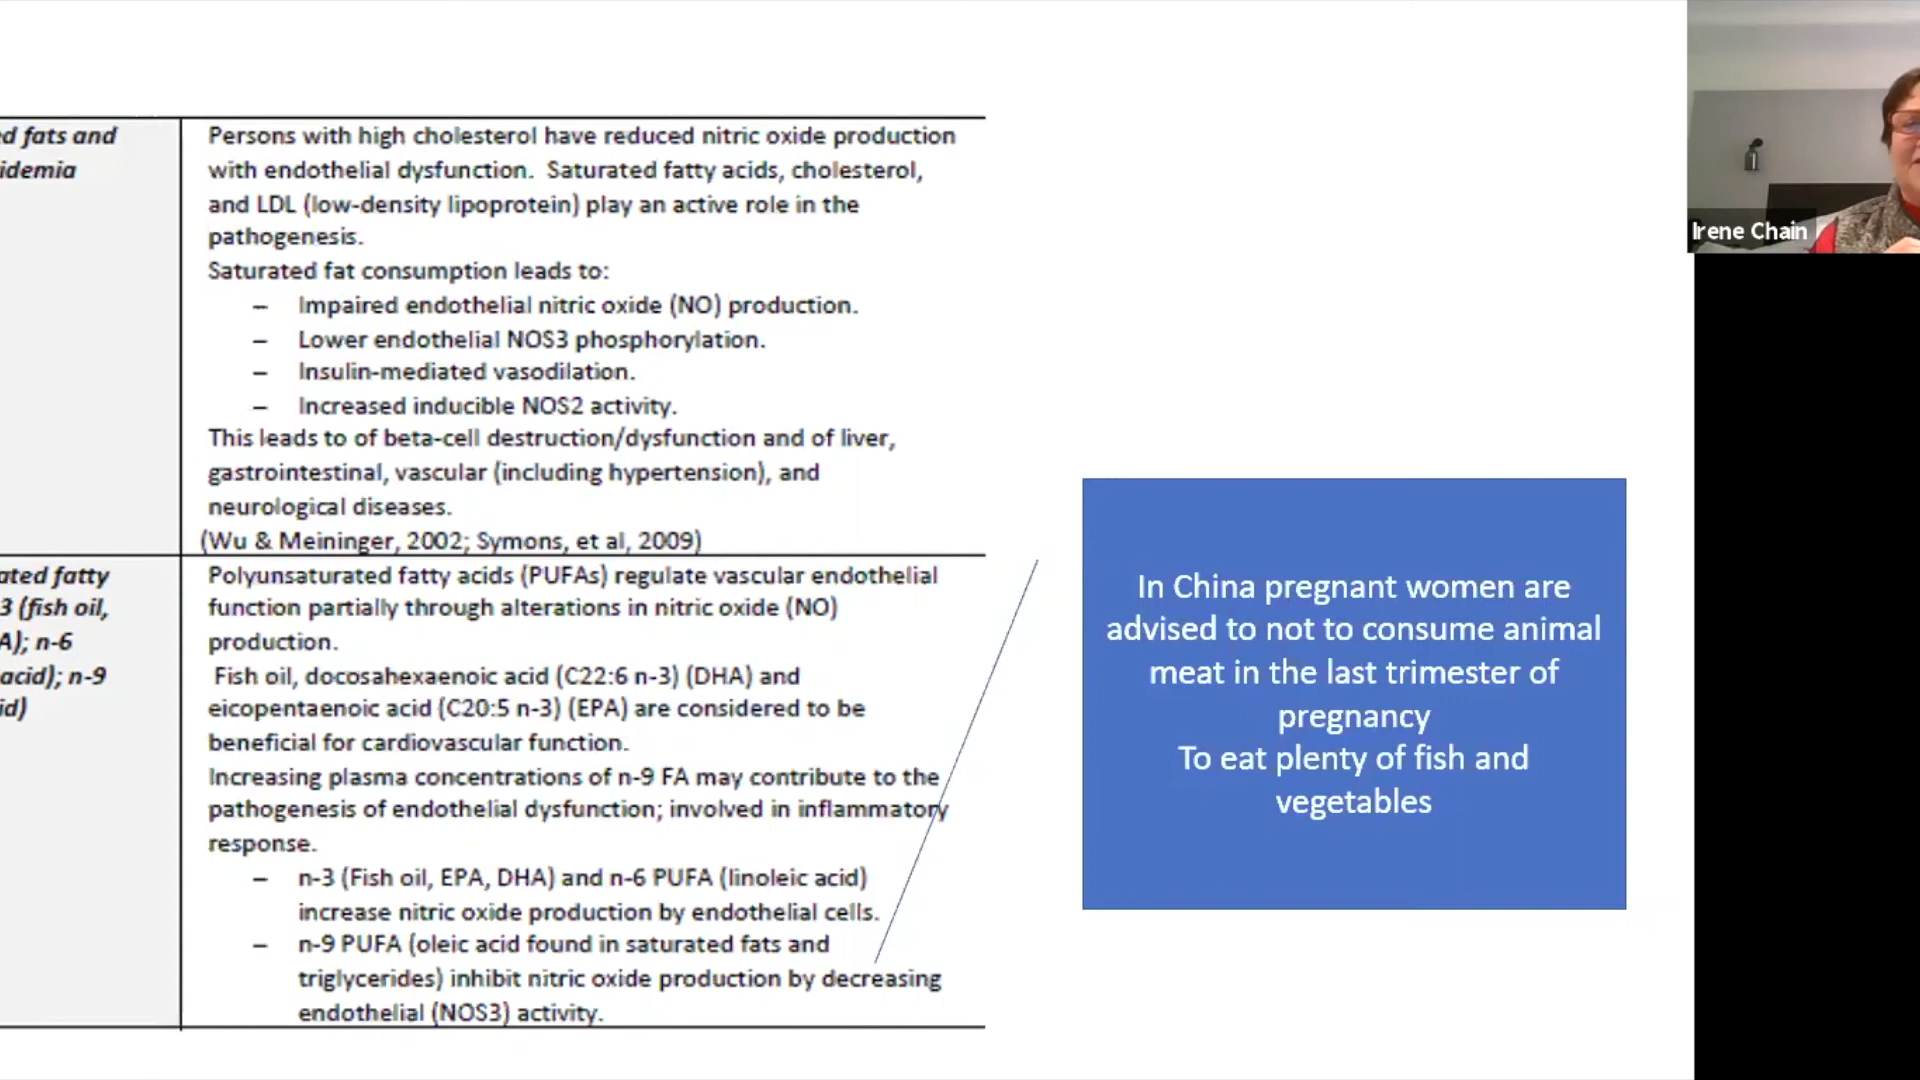 ed fats and
idemia
Persons with high cholesterol have reduced nitric oxide production
with endothelial dysfunction. Saturated fatty acids, cholesterol,
and LDL (low-density lipoprotein) play an active role in the
pathogenesis.
Saturated fat consumption leads to:
– Impaired endothelial nitric oxide (NO) production.
– Lower endothelial NOS3 phosphorylation.
– Insulin-mediated vasodilation.
– Increased inducible NOS2 activity.
This leads to of beta-cell destruction/dysfunction and of liver,
gastrointestinal, vascular (including hypertension), and
neurological diseases.
(Wu & Meininger, 2002; Symons, et al, 2009)
ated fatty
3 (fish oil,
A); n-6
acid); n-9
id)
Polyunsaturated fatty acids (PUFAs) regulate vascular endothelial
function partially through alterations in nitric oxide (NO)
production.
Fish oil, docosahexaenoic acid (C22:6 n-3) (DHA) and
eicopentaenoic acid (C20:5 n-3) (EPA) are considered to be
beneficial for cardiovascular function.
Increasing plasma concentrations of n-9 FA may contribute to the
pathogenesis of endothelial dysfunction; involved in inflammatory
response.
– n-3 (Fish oil, EPA, DHA) and n-6 PUFA (linoleic acid)
increase nitric oxide production by endothelial cells.
– n-9 PUFA (oleic acid found in saturated fats and
triglycerides) inhibit nitric oxide production by decreasing
endothelial (NOS3) activity.
In China pregnant women are
advised to not to consume animal
meat in the last trimester of
pregnancy
To eat plenty of fish and
vegetables
Irene Chain